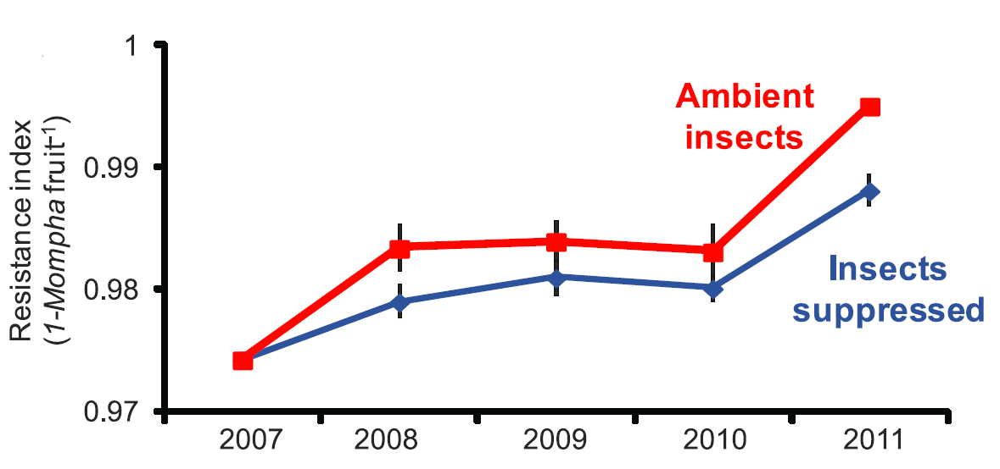 1
0.99
0.98
0.97
Resistance index
(1-Mompha fruit-1)
Ambient
insects
Insects
suppressed
2007 2008 2009 2010 2011